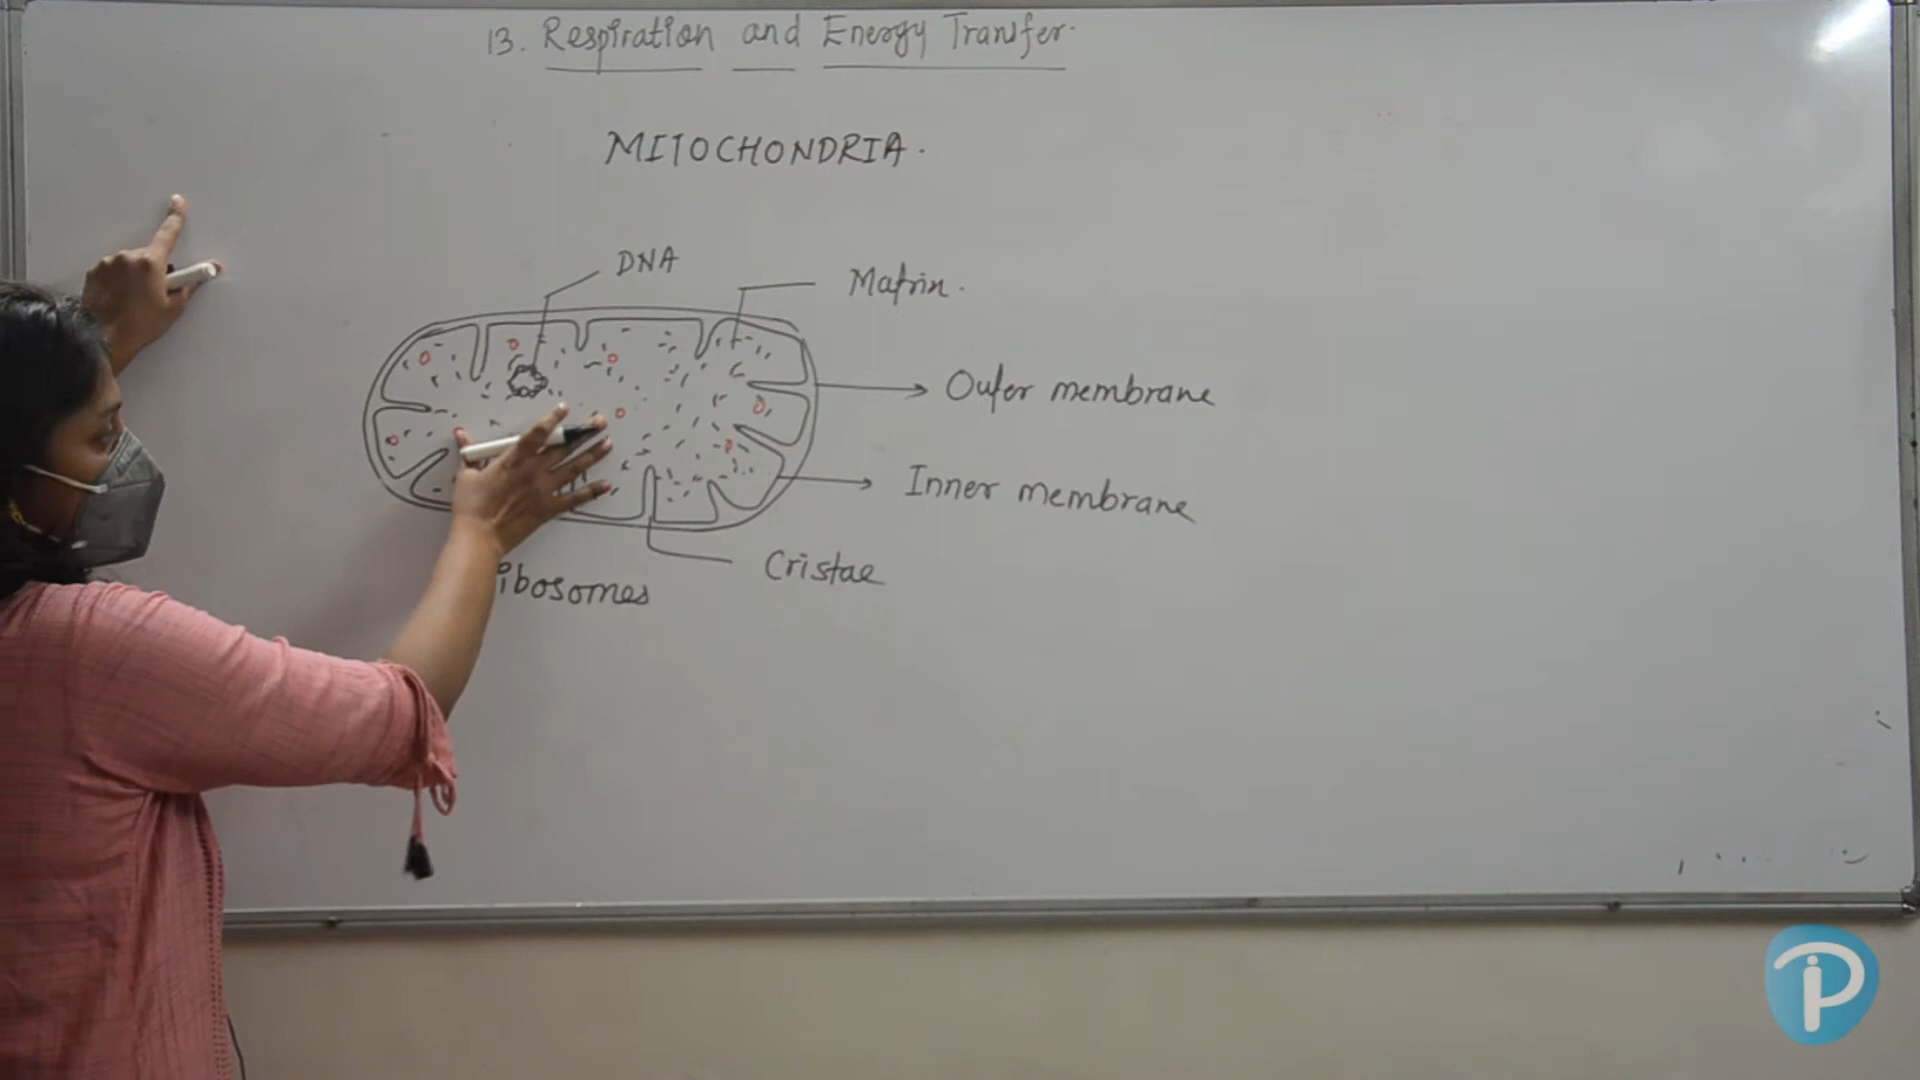 13. Respiration and Energy Transfer.
MITOCHONDRIA.
DNA
Matrix.
Outer membrane
Inner membrane
Cristae
ibosomes